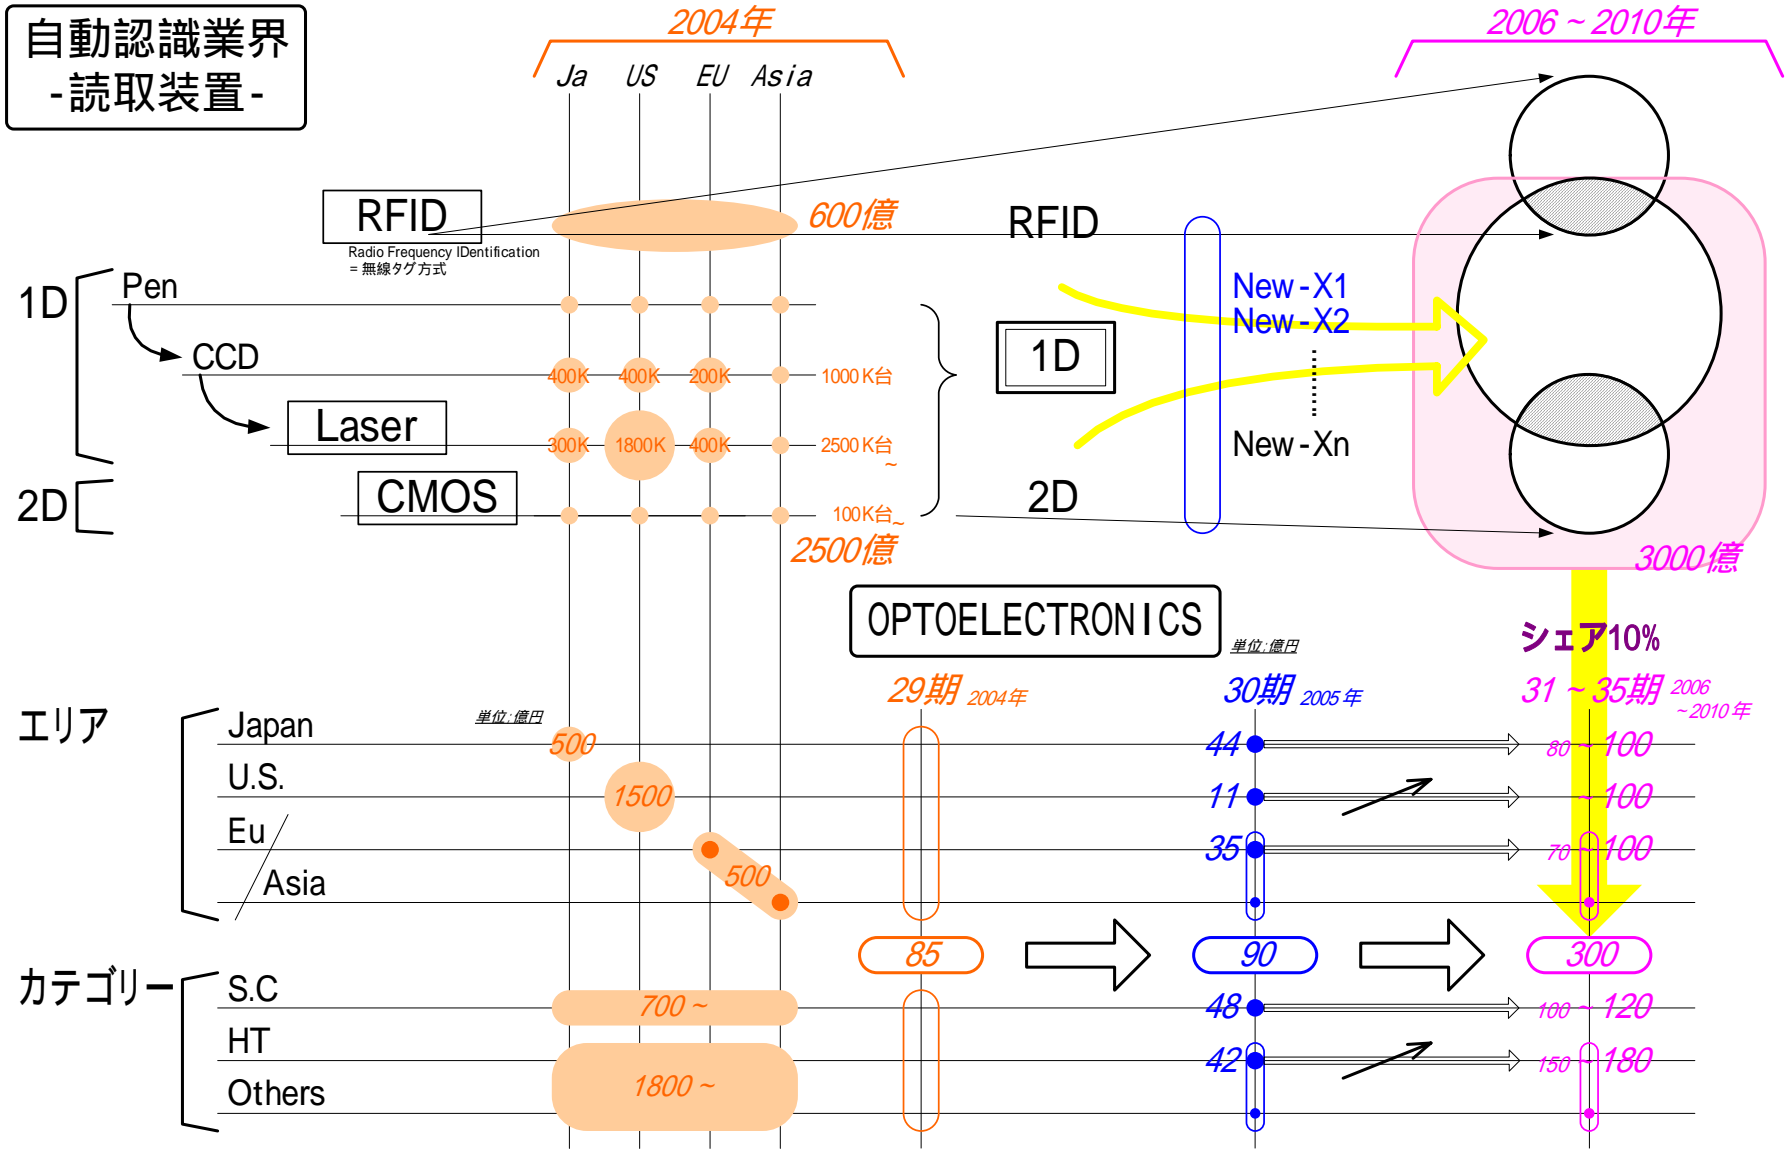 自動認識業界
-読取装置-
2004年
2006 ~ 2010年
Ja US EU Asia
RFID
Radio Frequency IDentification
= 無線タグ方式
600億
RFID
1D
Pen
CCD
400K 400K 200K 1000K台
Laser
300K 1800K 400K 2500K台
~
2D
CMOS
100K台~
2500億
1D
2D
New-X1
New-X2
New-Xn
3000億
OPTOELECTRONICS
単位;億円
シェア10%
29期 2004年
30期 2005年
31 ~ 35期 2006
~2010年
エリア
単位;億円
Japan 500 44 80 ~ 100
U.S. 1500 11 ~ 100
Eu 35 70 ~ 100
/ 500
Asia
85 90 300
カテゴリー
S.C 700 ~ 48 100 ~ 120
HT 42 150 ~ 180
1800 ~
Others